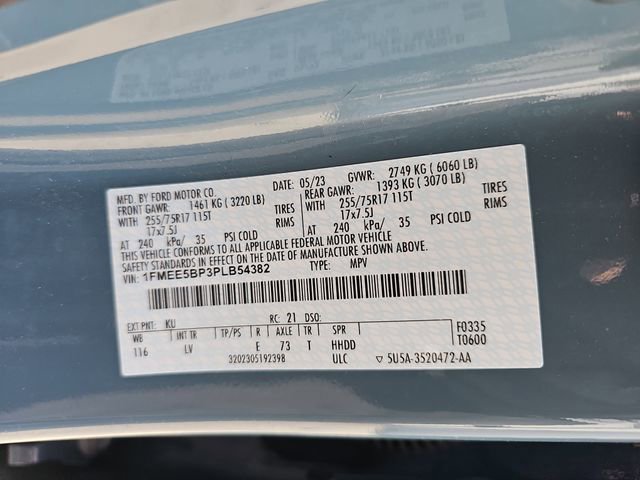 MFD. BY FORD MOTOR CO.
DATE: 05/23 GVWR: 2749 KG ( 6060 LB)
FRONT GAWR: 1461 KG ( 3220 LB) REAR GAWR: 1393 KG ( 3070 LB)
WITH 255/75R17 115T TIRES WITH 255/75R17 115T TIRES
17x7.5J RIMS 17x7.5J RIMS
AT 240 kPa/ 35 PSI COLD AT 240 kPa/ 35 PSI COLD
THIS VEHICLE CONFORMS TO ALL APPLICABLE FEDERAL MOTOR VEHICLE
SAFETY STANDARDS IN EFFECT ON THE DATE OF MANUFACTURE SHOWN ABOVE.
VIN: 1FMEE5BP3PLB54382 TYPE: MPV
EXT PNT: KU RC: 21 DSO:
WB INT TR TP/PS R AXLE TR SPR F0335
116 LV E 73 T HHDD T0600
3202305192398 ULC 5U5A-3520472-AA